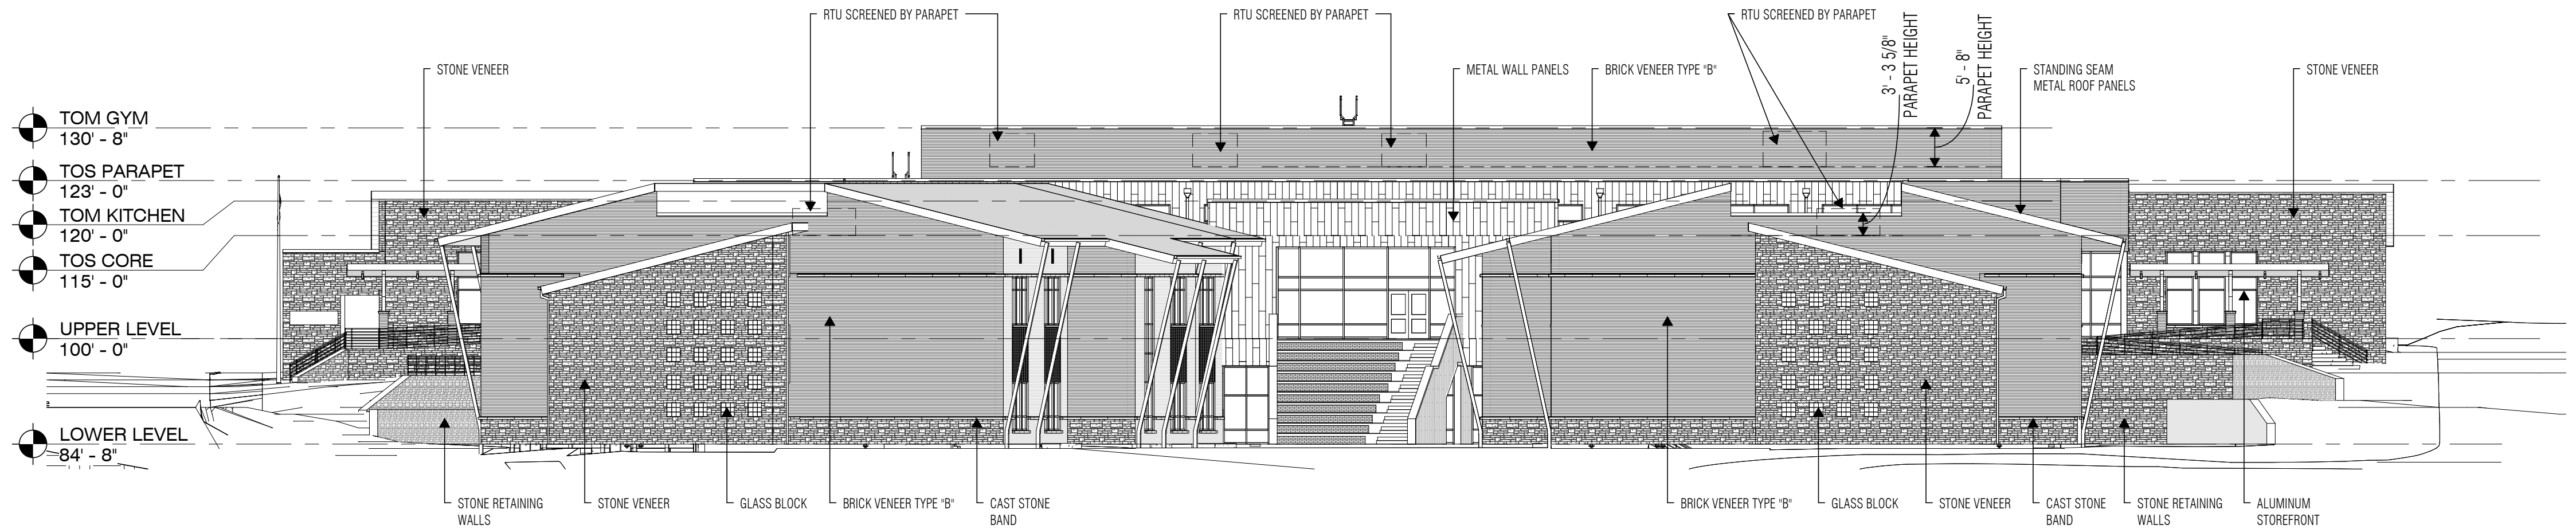 RTU SCREENED BY PARAPET
RTU SCREENED BY PARAPET
RTU SCREENED BY PARAPET
STONE VENEER
METAL WALL PANELS
BRICK VENEER TYPE "B"
3' - 3 5/8"
PARAPET HEIGHT
5' - 8"
PARAPET HEIGHT
STANDING SEAM
METAL ROOF PANELS
STONE VENEER
TOM GYM
130' - 8"
TOS PARAPET
123' - 0"
TOM KITCHEN
120' - 0"
TOS CORE
115' - 0"
UPPER LEVEL
100' - 0"
LOWER LEVEL
84' - 8"
STONE RETAINING
WALLS
STONE VENEER
GLASS BLOCK
BRICK VENEER TYPE "B"
CAST STONE
BAND
BRICK VENEER TYPE "B"
GLASS BLOCK
STONE VENEER
CAST STONE
BAND
STONE RETAINING
WALLS
ALUMINUM
STOREFRONT